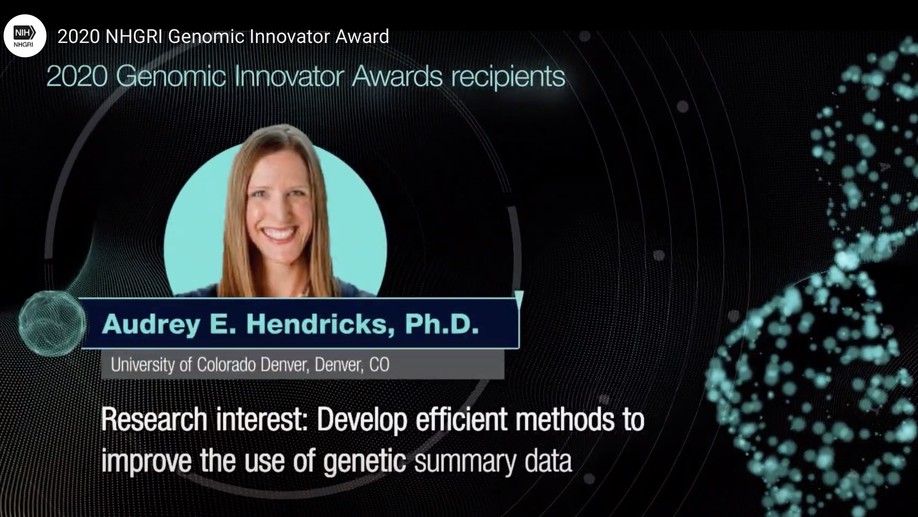 NIH
NHGRI
2020 NHGRI Genomic Innovator Award
2020 Genomic Innovator Awards recipients
Audrey E. Hendricks, Ph.D.
University of Colorado Denver, Denver, CO
Research interest: Develop efficient methods to
improve the use of genetic summary data